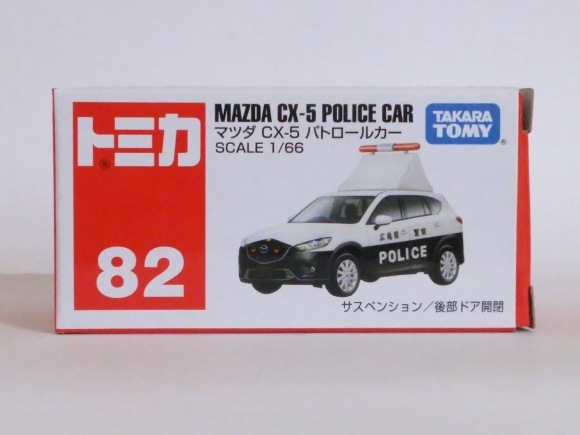 トミカ
®
82
MAZDA CX-5 POLICE CAR
マツダ CX-5 パトロールカー
SCALE 1/66
TAKARA
TOMY
POLICE
サスペンション/後部ドア開閉